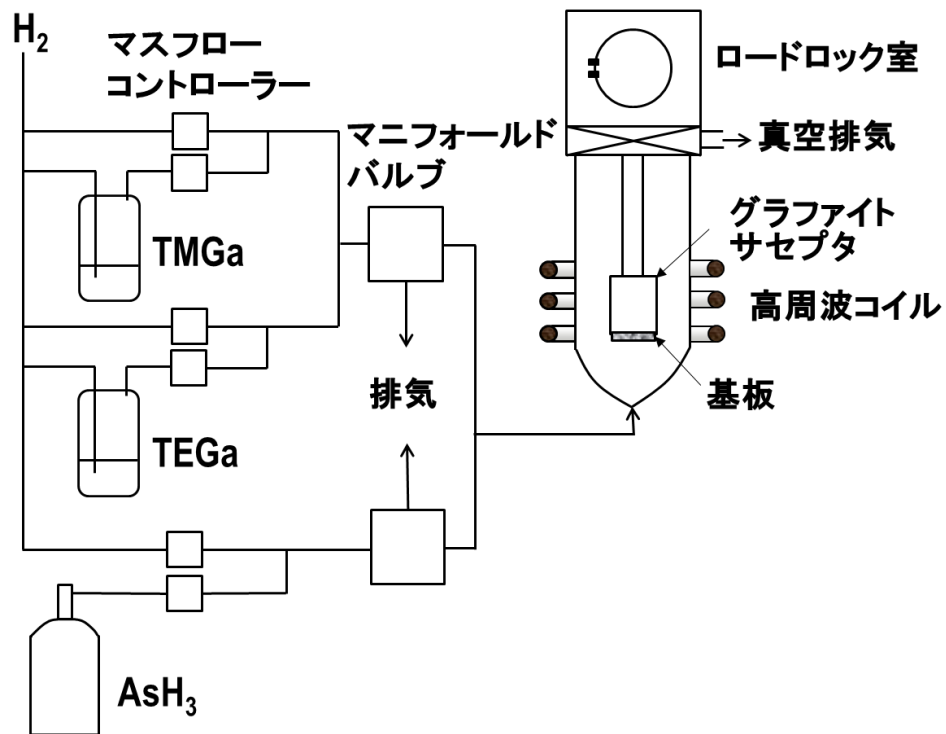 H₂
マスフロー
コントローラー
マニフォールド
バルブ
ロードロック室
真空排気
グラファイト
サセプタ
高周波コイル
基板
TMGa
排気
TEGa
AsH₃